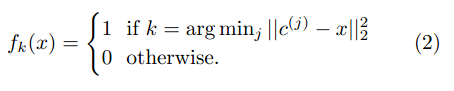 f_k(x) = { 1 if k = arg min_j ||c^(j) − x||_2^2
0 otherwise. (2)